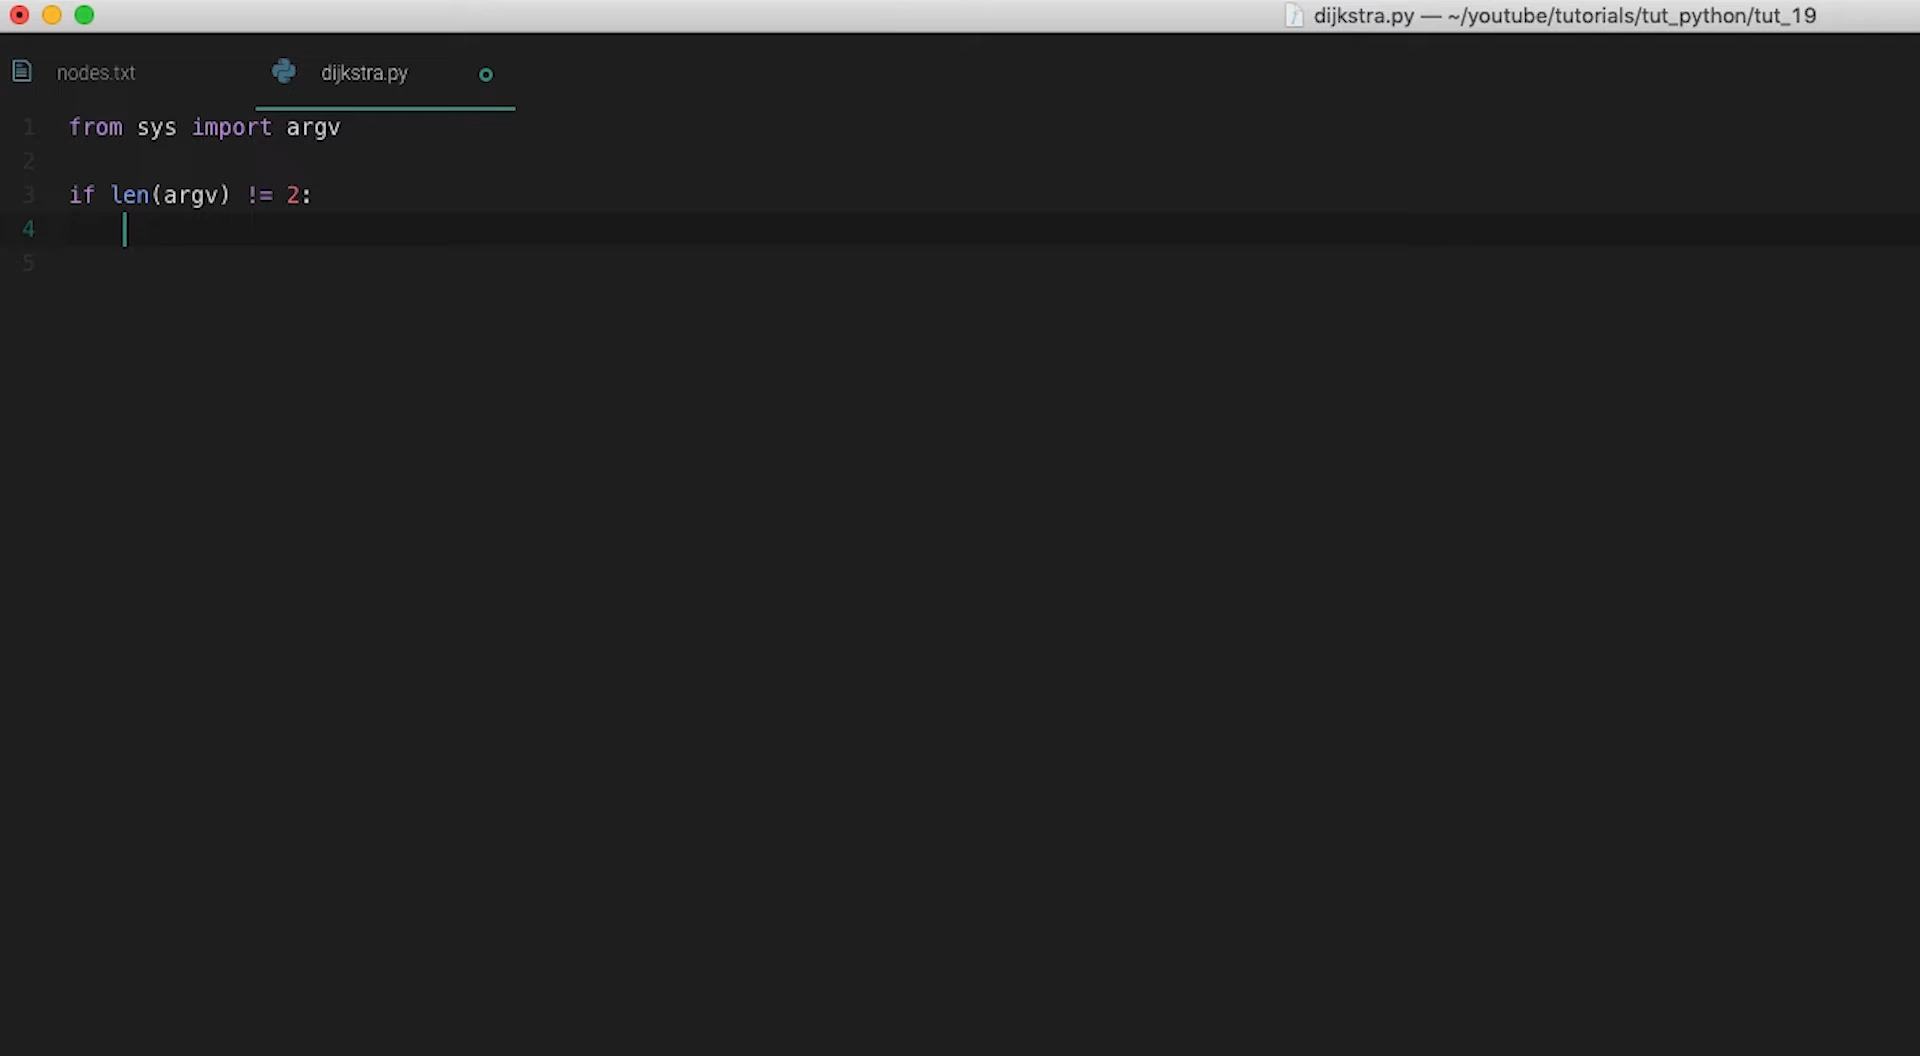 dijkstra.py — ~/youtube/tutorials/tut_python/tut_19
nodes.txt dijkstra.py
1 from sys import argv
2
3 if len(argv) != 2:
4
5